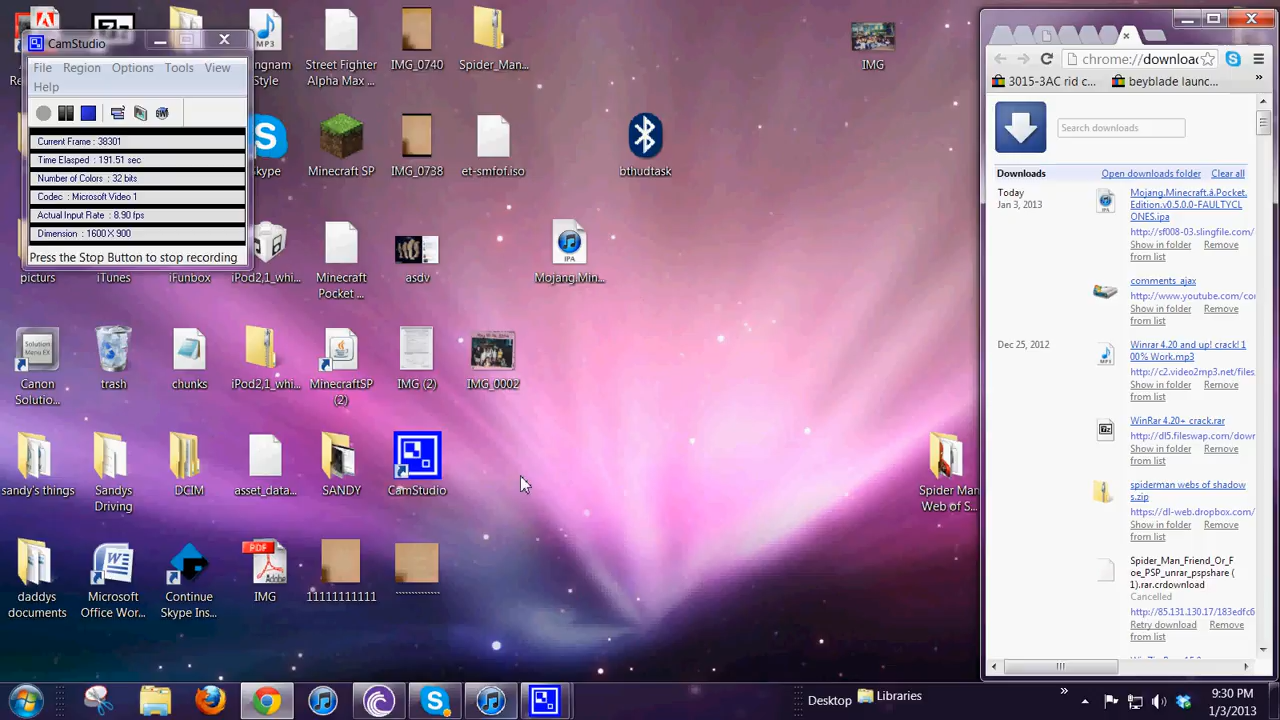 CamStudio
File Region Options Tools View
Help
Current Frame : 38301
Time Elasped : 191.51 sec
Number of Colors : 32 bits
Codec : Microsoft Video 1
Actual Input Rate : 8.90 fps
Dimension : 1600 X 900
Press the Stop Button to stop recording
Style
Street Fighter
Alpha Max ...
IMG_0740
Spider_Man...
IMG
Minecraft SP
IMG_0738
et-smfof.iso
bthudtask
picturs
iTunes
iFunbox
iPod2,1_whi...
Minecraft
Pocket ...
asdv
Mojang.Min...
Solution
Menu Kit
Canon
Solutio...
trash
chunks
iPod2,1_whi...
MinecraftSP
(2)
IMG (2)
IMG_0002
sandy's things
Sandys
Driving
DCIM
asset_data...
SANDY
CamStudio
Spider Man
Web of S...
daddys
documents
Microsoft
Office Wor...
Continue
Skype Ins...
PDF
Adobe
IMG
11111111111
chrome://download
3015-3AC rid c...
beyblade launc...
Search downloads
Downloads
Open downloads folder
Clear all
Today
Jan 3, 2013
Mojang.Minecraft.á.Pocket.
Edition.v0.5.0.0-FAULTYCL
ONES.ipa
http://sf008-03.slingfile.com/
Show in folder Remove
from list
comments_ajax
http://www.youtube.com/co
Show in folder Remove
from list
Dec 25, 2012
Winrar 4.20 and up! crack! 1
00% Work.mp3
http://c2.video2mp3.net/files
Show in folder Remove
from list
WinRar 4.20+ crack.rar
http://dl5.fileswap.com/down
Show in folder Remove
from list
spiderman webs of shadow
s.zip
https://dl-web.dropbox.com/
Show in folder Remove
from list
Spider_Man_Friend_Or_F
oe_PSP_unrar_pspshare (
1).rar.crdownload
Cancelled
http://85.131.130.17/183edfc6
Retry download Remove
from list
Desktop
Libraries
9:30 PM
1/3/2013